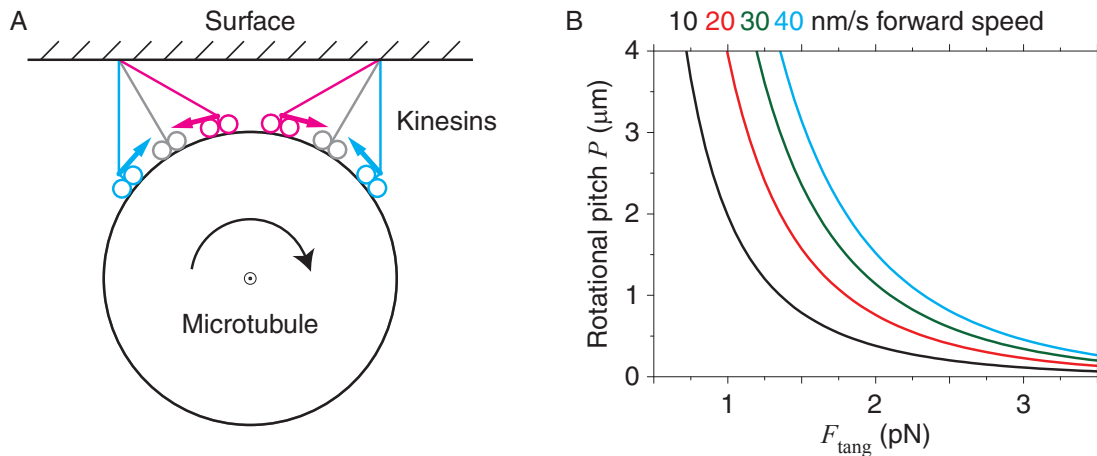 A
Surface
Kinesins
Microtubule
B
10 20 30 40 nm/s forward speed
Rotational pitch P (μm)
4
3
2
1
0
1 2 3
F_tang (pN)